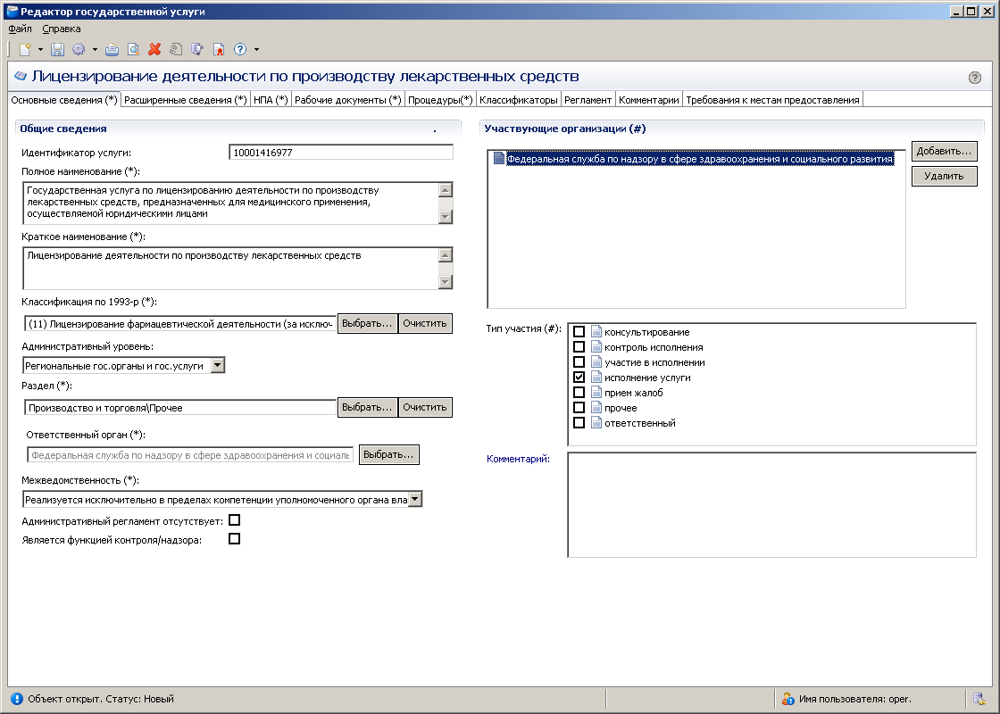 Редактор государственной услуги
Файл Справка
Лицензирование деятельности по производству лекарственных средств
Основные сведения (*) Расширенные сведения (*) НПА (*) Рабочие документы (*) Процедуры(*) Классификаторы Регламент Комментарии Требования к местам предоставления
Общие сведения
Идентификатор услуги: 10001416977
Полное наименование (*):
Государственная услуга по лицензированию деятельности по производству
лекарственных средств, предназначенных для медицинского применения,
осуществляемой юридическими лицами
Краткое наименование (*):
Лицензирование деятельности по производству лекарственных средств
Классификация по 1993-р (*):
(11) Лицензирование фармацевтической деятельности (за исключ Выбрать... Очистить
Административный уровень:
Региональные гос.органы и гос.услуги
Раздел (*):
Производство и торговля\Прочее Выбрать... Очистить
Ответственный орган (*):
Федеральная служба по надзору в сфере здравоохранения и социаль Выбрать...
Межведомственность (*):
Реализуется исключительно в пределах компетенции уполномоченного органа вла
Административный регламент отсутствует:
Является функцией контроля/надзора:
Участвующие организации (#)
Федеральная служба по надзору в сфере здравоохранения и социального развития
Добавить...
Удалить
Тип участия (#):
консультирование
контроль исполнения
участие в исполнении
исполнение услуги
прием жалоб
прочее
ответственный
Комментарий:
Объект открыт. Статус: Новый
Имя пользователя: oper.